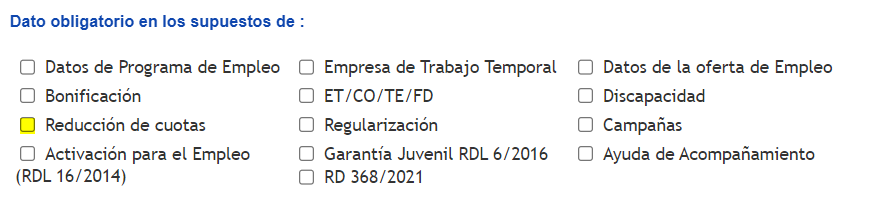 Dato obligatorio en los supuestos de :
Datos de Programa de Empleo Empresa de Trabajo Temporal Datos de la oferta de Empleo
Bonificación ET/CO/TE/FD Discapacidad
Reducción de cuotas Regularización Campañas
Activación para el Empleo Garantía Juvenil RDL 6/2016 Ayuda de Acompañamiento
(RDL 16/2014) RD 368/2021